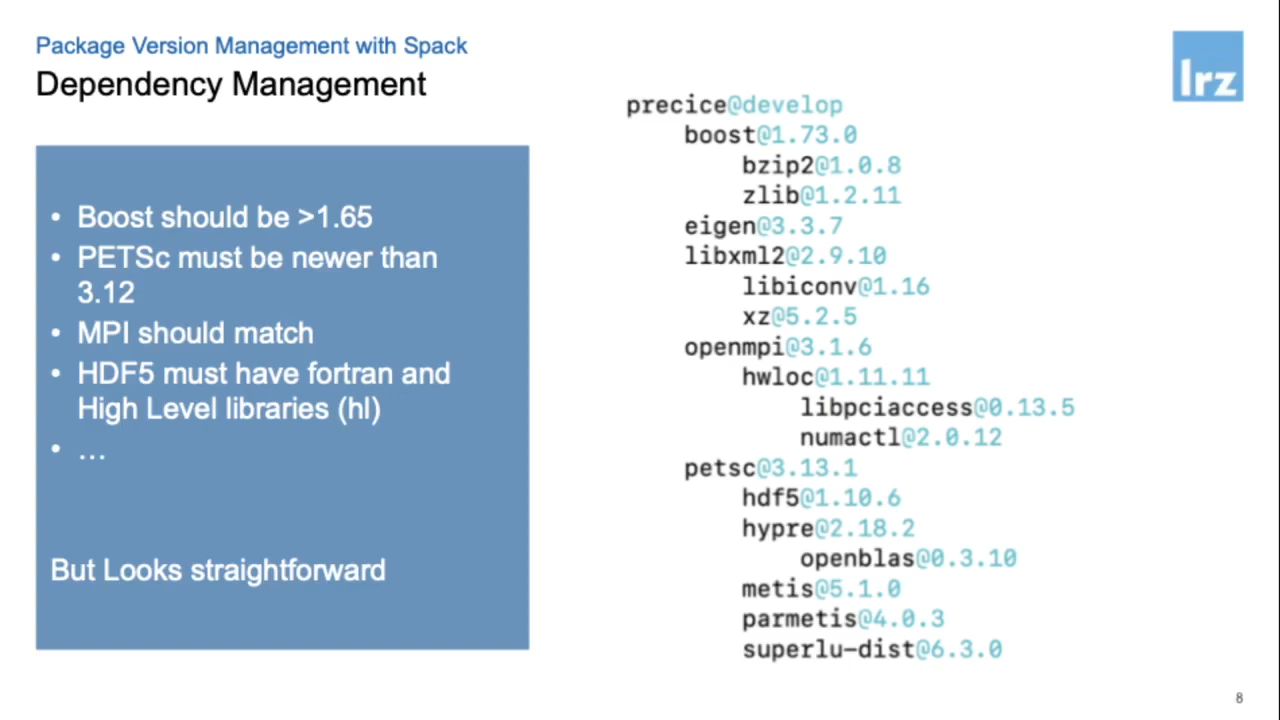 Package Version Management with Spack
Dependency Management
lrz
• Boost should be >1.65
• PETSc must be newer than
3.12
• MPI should match
• HDF5 must have fortran and
High Level libraries (hl)
• …
But Looks straightforward
precice@develop
boost@1.73.0
bzip2@1.0.8
zlib@1.2.11
eigen@3.3.7
libxml2@2.9.10
libiconv@1.16
xz@5.2.5
openmpi@3.1.6
hwloc@1.11.11
libpciaccess@0.13.5
numactl@2.0.12
petsc@3.13.1
hdf5@1.10.6
hypre@2.18.2
openblas@0.3.10
metis@5.1.0
parmetis@4.0.3
superlu-dist@6.3.0
8